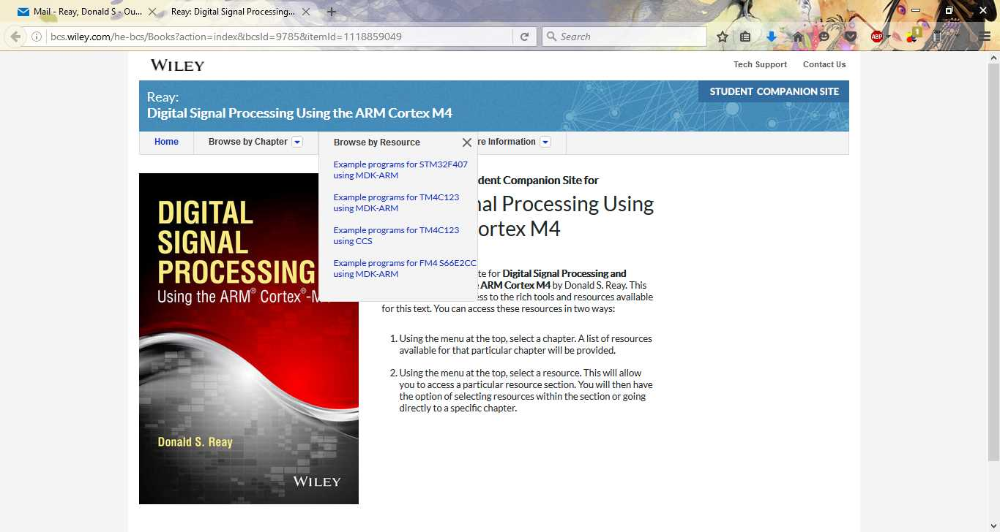 Mail - Reay, Donald S - Ou...
Reay: Digital Signal Processing...
bcs.wiley.com/he-bcs/Books?action=index&bcsId=9785&itemId=1118859049
Search
ABP
1
WILEY
Tech Support
Contact Us
Reay:
Digital Signal Processing Using the ARM Cortex M4
STUDENT COMPANION SITE
Home
Browse by Chapter
Browse by Resource
re Information
Example programs for STM32F407
using MDK-ARM
Example programs for TM4C123
using MDK-ARM
Example programs for TM4C123
using CCS
Example programs for FM4 S66E2CC
using MDK-ARM
DIGITAL
SIGNAL
PROCESSING
Using the ARM® Cortex®-M
Donald S. Reay
WILEY
dent Companion Site for
nal Processing Using
ortex M4
te for Digital Signal Processing and
ARM Cortex M4 by Donald S. Reay. This
ess to the rich tools and resources available
for this text. You can access these resources in two ways:
1. Using the menu at the top, select a chapter. A list of resources
available for that particular chapter will be provided.
2. Using the menu at the top, select a resource. This will allow
you to access a particular resource section. You will then have
the option of selecting resources within the section or going
directly to a specific chapter.